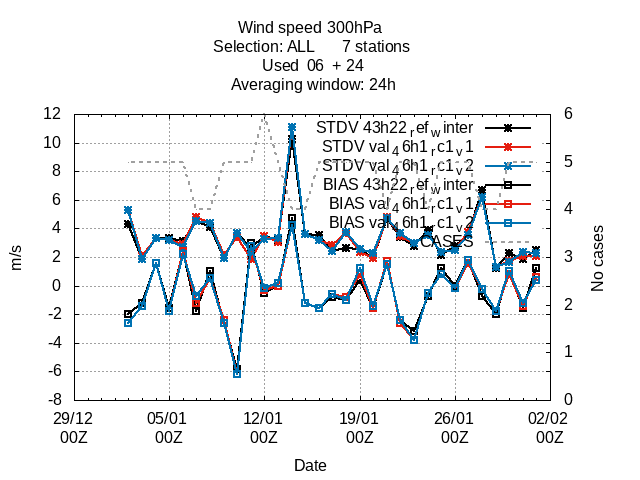 Wind speed 300hPa
Selection: ALL 7 stations
Used 06 + 24
Averaging window: 24h
12
10
8
6
4
2
0
-2
-4
-6
-8
m/s
6
5
4
3
2
1
0
No cases
STDV 43h22_ref_winter
STDV val_46h1_rc1_v1
STDV val_46h1_rc1_v2
BIAS 43h22_ref_winter
BIAS val_46h1_rc1_v1
BIAS val_46h1_rc1_v2
CASES
29/12 05/01 12/01 19/01 26/01 02/02
00Z 00Z 00Z 00Z 00Z 00Z
Date